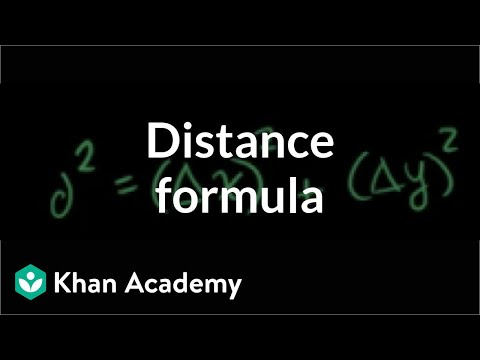 Distance
formula
d² = (Δx)² + (Δy)²
Khan Academy